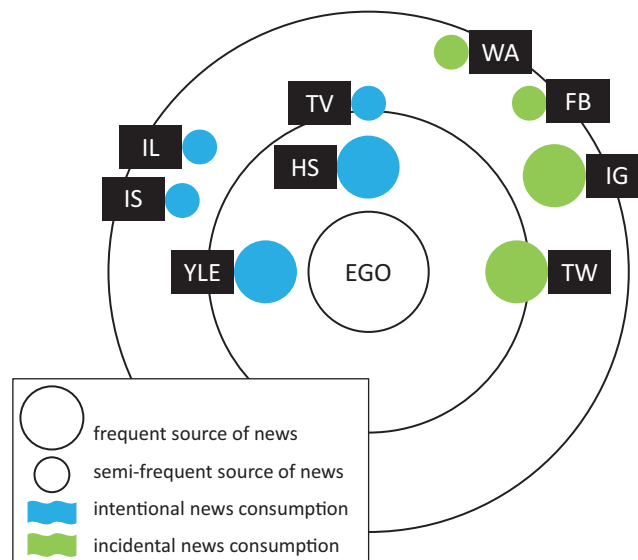 WA
TV
FB
IL
HS
IG
IS
YLE
EGO
TW
frequent source of news
semi-frequent source of news
intentional news consumption
incidental news consumption